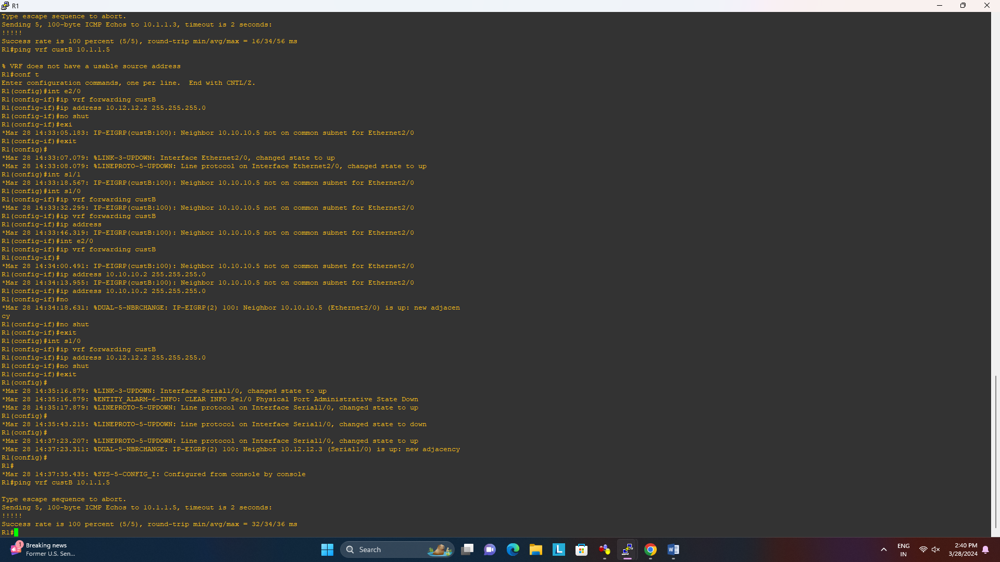 R1
Type escape sequence to abort.
Sending 5, 100-byte ICMP Echos to 10.1.1.3, timeout is 2 seconds:
!!!!!
Success rate is 100 percent (5/5), round-trip min/avg/max = 16/34/56 ms
R1#ping vrf custB 10.1.1.5
% VRF does not have a usable source address
R1#conf t
Enter configuration commands, one per line.  End with CNTL/Z.
R1(config)#int e2/0
R1(config-if)#ip vrf forwarding custB
R1(config-if)#ip address 10.12.12.2 255.255.255.0
R1(config-if)#no shut
R1(config-if)#exi
*Mar 28 14:33:05.183: IP-EIGRP(custB:100): Neighbor 10.10.10.5 not on common subnet for Ethernet2/0
R1(config-if)#exit
R1(config)#
*Mar 28 14:33:07.079: %LINK-3-UPDOWN: Interface Ethernet2/0, changed state to up
*Mar 28 14:33:08.079: %LINEPROTO-5-UPDOWN: Line protocol on Interface Ethernet2/0, changed state to up
R1(config)#int s1/1
*Mar 28 14:33:18.567: IP-EIGRP(custB:100): Neighbor 10.10.10.5 not on common subnet for Ethernet2/0
R1(config)#int s1/0
R1(config-if)#ip vrf forwarding custB
*Mar 28 14:33:32.299: IP-EIGRP(custB:100): Neighbor 10.10.10.5 not on common subnet for Ethernet2/0
R1(config-if)#ip vrf forwarding custB
R1(config-if)#ip address
*Mar 28 14:33:46.319: IP-EIGRP(custB:100): Neighbor 10.10.10.5 not on common subnet for Ethernet2/0
R1(config-if)#int e2/0
R1(config-if)#ip vrf forwarding custB
R1(config-if)#
*Mar 28 14:34:00.491: IP-EIGRP(custB:100): Neighbor 10.10.10.5 not on common subnet for Ethernet2/0
R1(config-if)#ip address 10.10.10.2 255.255.255.0
*Mar 28 14:34:13.955: IP-EIGRP(custB:100): Neighbor 10.10.10.5 not on common subnet for Ethernet2/0
R1(config-if)#ip address 10.10.10.2 255.255.255.0
R1(config-if)#no
*Mar 28 14:34:18.631: %DUAL-5-NBRCHANGE: IP-EIGRP(2) 100: Neighbor 10.10.10.5 (Ethernet2/0) is up: new adjacen
cy
R1(config-if)#no shut
R1(config-if)#exit
R1(config)#int s1/0
R1(config-if)#ip vrf forwarding custB
R1(config-if)#ip address 10.12.12.2 255.255.255.0
R1(config-if)#no shut
R1(config-if)#exit
R1(config)#
*Mar 28 14:35:16.879: %LINK-3-UPDOWN: Interface Serial1/0, changed state to up
*Mar 28 14:35:16.879: %ENTITY_ALARM-6-INFO: CLEAR INFO Se1/0 Physical Port Administrative State Down
*Mar 28 14:35:17.879: %LINEPROTO-5-UPDOWN: Line protocol on Interface Serial1/0, changed state to up
R1(config)#
*Mar 28 14:35:43.215: %LINEPROTO-5-UPDOWN: Line protocol on Interface Serial1/0, changed state to down
R1(config)#
*Mar 28 14:37:23.207: %LINEPROTO-5-UPDOWN: Line protocol on Interface Serial1/0, changed state to up
*Mar 28 14:37:23.311: %DUAL-5-NBRCHANGE: IP-EIGRP(2) 100: Neighbor 10.12.12.3 (Serial1/0) is up: new adjacency
R1(config)#
R1#
*Mar 28 14:37:35.435: %SYS-5-CONFIG_I: Configured from console by console
R1#ping vrf custB 10.1.1.5
Type escape sequence to abort.
Sending 5, 100-byte ICMP Echos to 10.1.1.5, timeout is 2 seconds:
!!!!!
Success rate is 100 percent (5/5), round-trip min/avg/max = 32/34/36 ms
R1#
1
Breaking news
Former U.S. Sen...
Search
L
W
ENG
IN
2:40 PM
3/28/2024